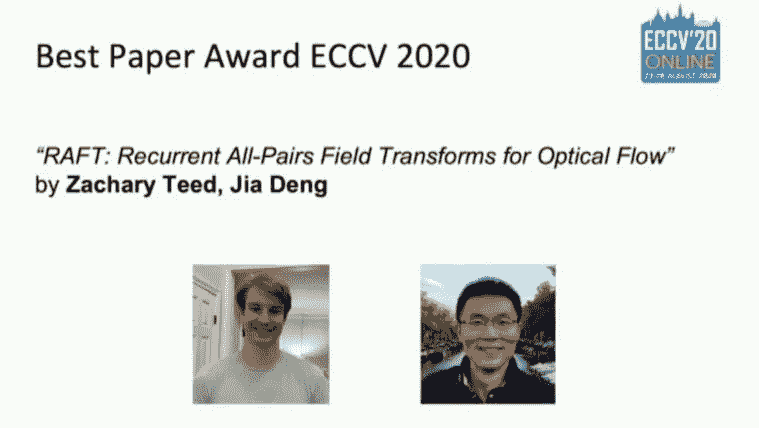 Best Paper Award ECCV 2020
ECCV'20
ONLINE
23-28 AUGUST 2020
"RAFT: Recurrent All-Pairs Field Transforms for Optical Flow"
by Zachary Teed, Jia Deng